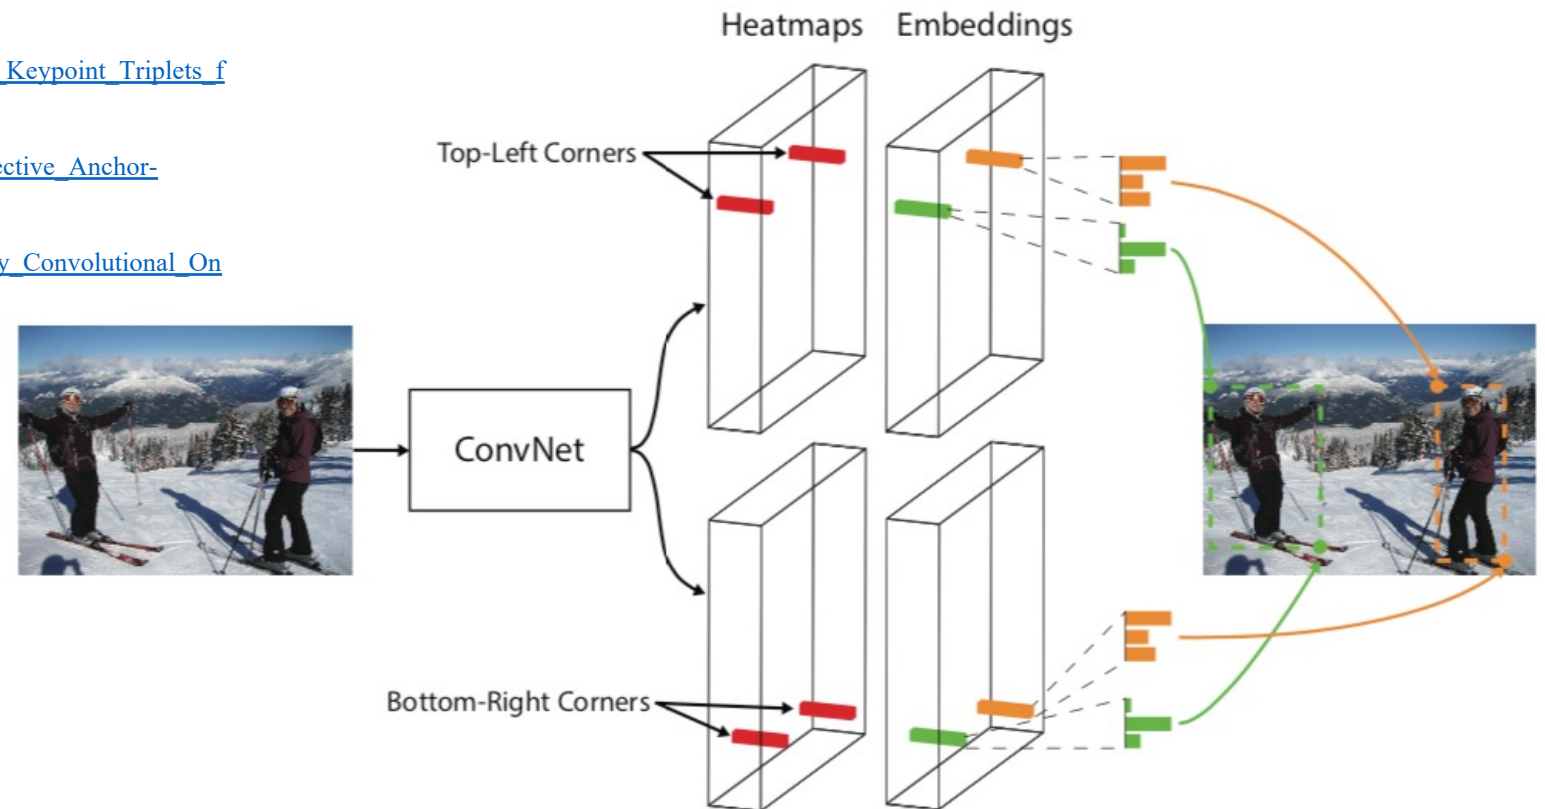 Heatmaps Embeddings
_Keypoint_Triplets_f
Top-Left Corners
ective_Anchor-
y_Convolutional_On
ConvNet
Bottom-Right Corners